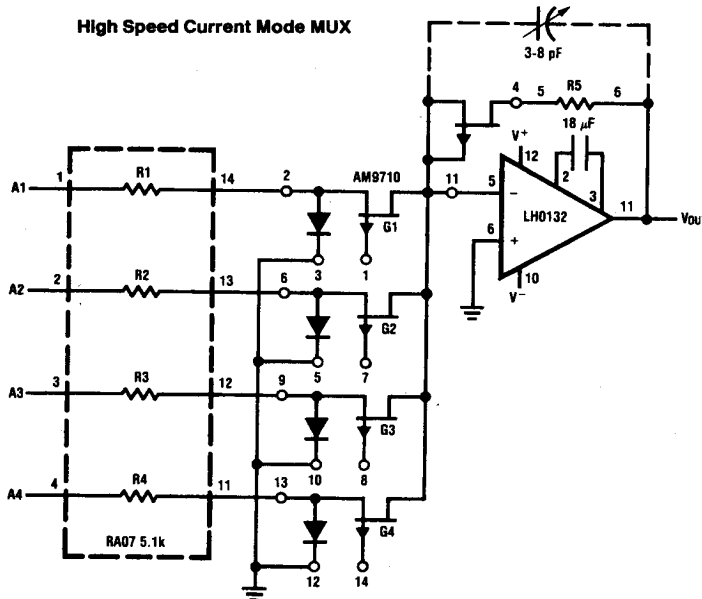 High Speed Current Mode MUX
3-8 pF
4 5 R5 6
18 μF
V+
12
2
3
A1 1 R1 14 2 AM9710 11 5 −
LH0132
11 VOU
G1
3 1
6 +
10
V−
A2 2 R2 13 6
G2
5 7
A3 3 R3 12 9
G3
10 8
A4 4 R4 11 13
G4
RA07 5.1k
12 14